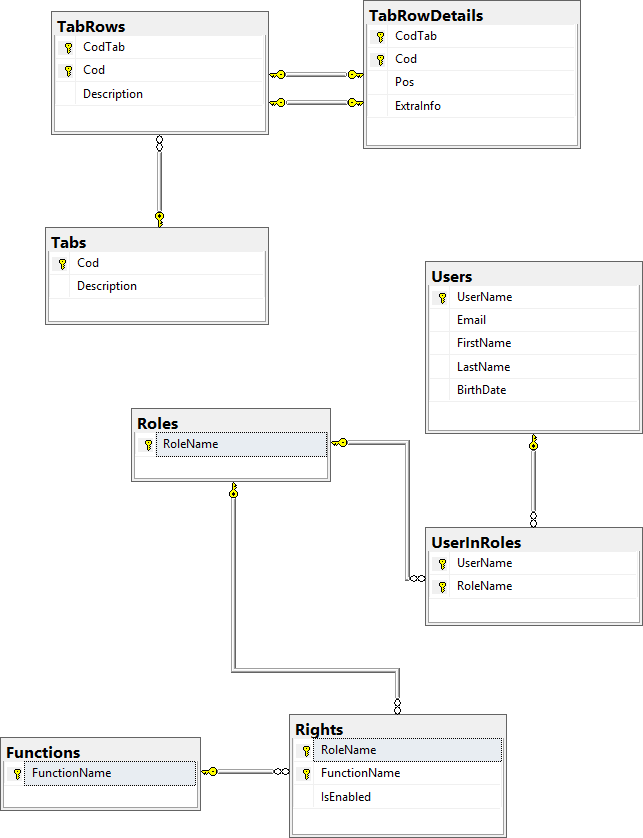 TabRows
CodTab
Cod
Description
TabRowDetails
CodTab
Cod
Pos
ExtraInfo
Tabs
Cod
Description
Users
UserName
Email
FirstName
LastName
BirthDate
Roles
RoleName
UserInRoles
UserName
RoleName
Functions
FunctionName
Rights
RoleName
FunctionName
IsEnabled